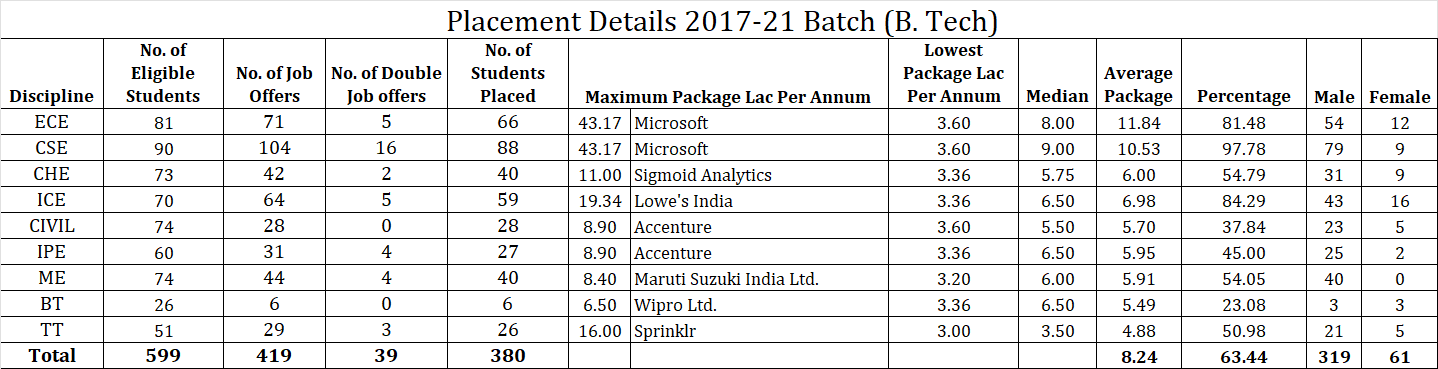 Placement Details 2017-21 Batch (B. Tech)
Discipline No. of Eligible Students No. of Job Offers No. of Double Job offers No. of Students Placed Maximum Package Lac Per Annum Lowest Package Lac Per Annum Median Average Package Percentage Male Female
ECE 81 71 5 66 43.17 Microsoft 3.60 8.00 11.84 81.48 54 12
CSE 90 104 16 88 43.17 Microsoft 3.60 9.00 10.53 97.78 79 9
CHE 73 42 2 40 11.00 Sigmoid Analytics 3.36 5.75 6.00 54.79 31 9
ICE 70 64 5 59 19.34 Lowe's India 3.36 6.50 6.98 84.29 43 16
CIVIL 74 28 0 28 8.90 Accenture 3.60 5.50 5.70 37.84 23 5
IPE 60 31 4 27 8.90 Accenture 3.36 6.50 5.95 45.00 25 2
ME 74 44 4 40 8.40 Maruti Suzuki India Ltd. 3.20 6.00 5.91 54.05 40 0
BT 26 6 0 6 6.50 Wipro Ltd. 3.36 6.50 5.49 23.08 3 3
TT 51 29 3 26 16.00 Sprinklr 3.00 3.50 4.88 50.98 21 5
Total 599 419 39 380 8.24 63.44 319 61